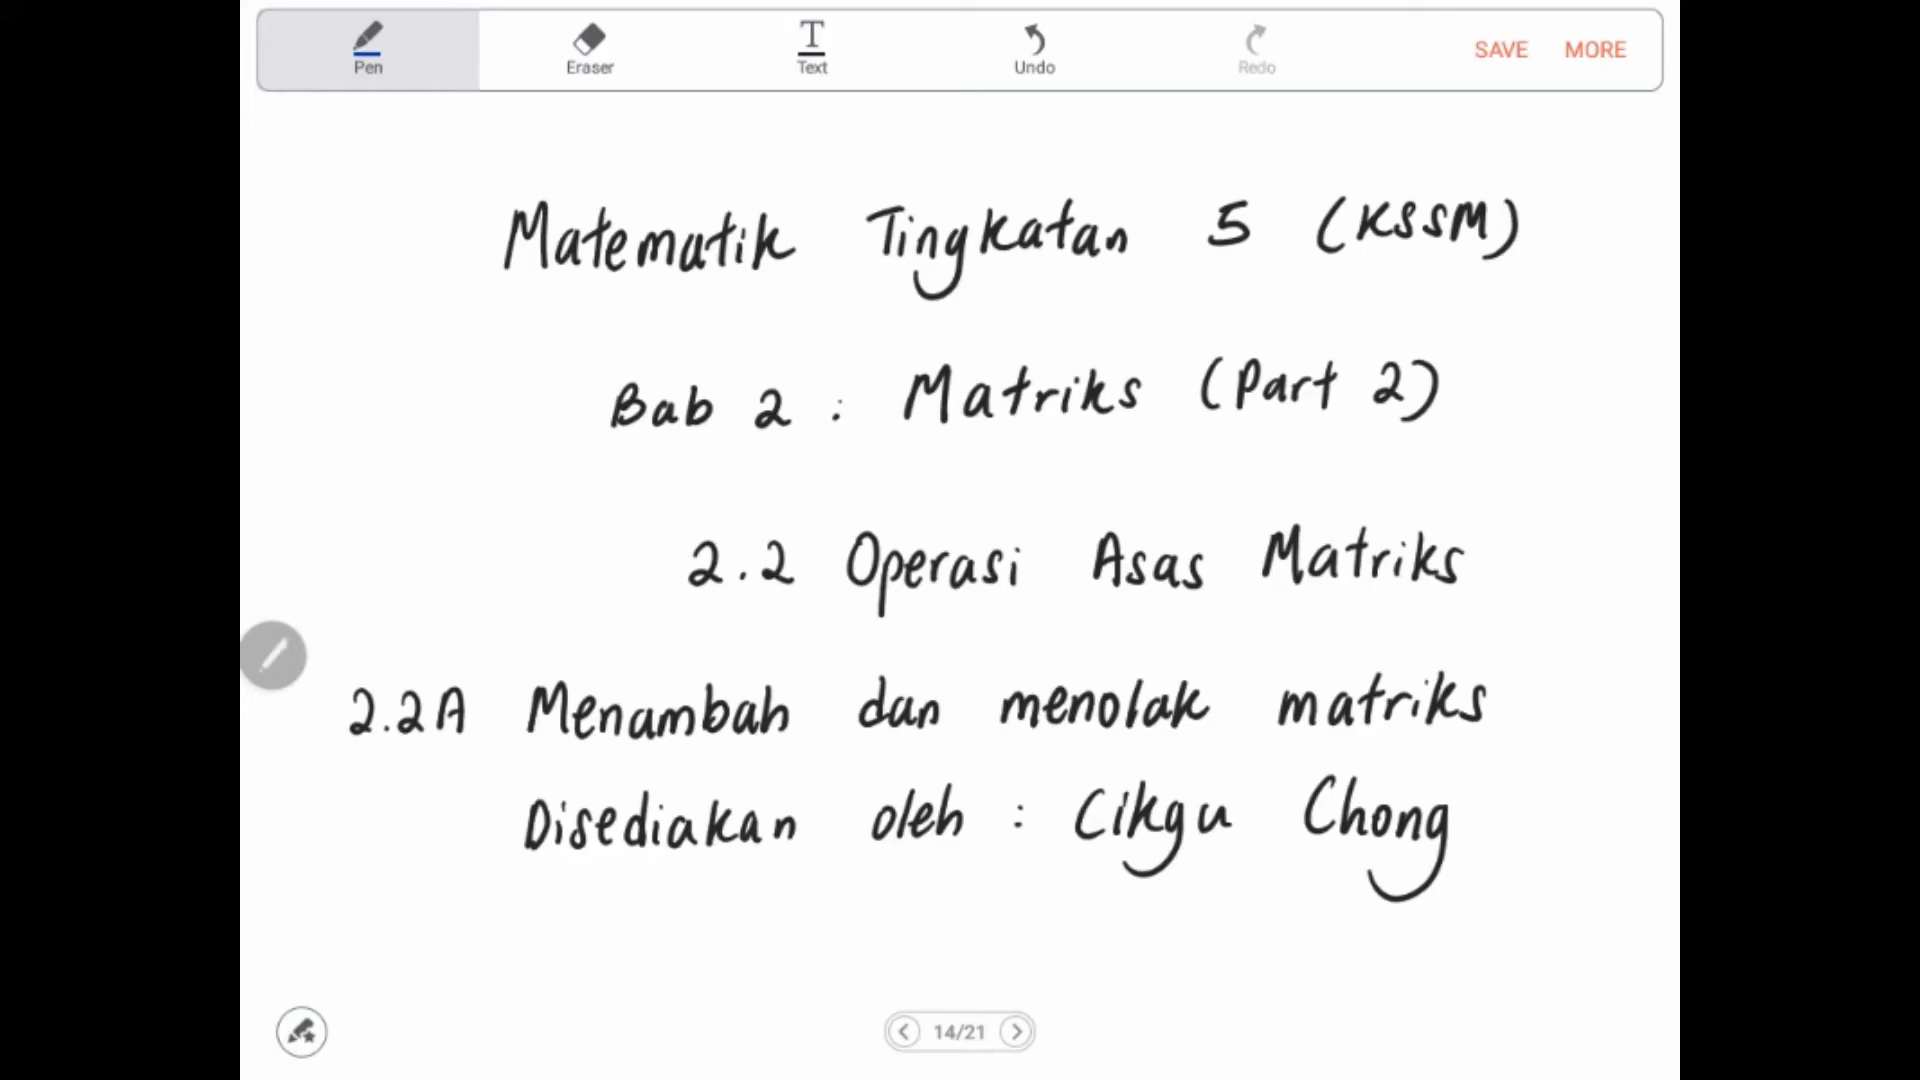 Pen Eraser Text Undo Redo SAVE MORE
Matematik Tingkatan 5 (KSSM)
Bab 2 : Matriks (Part 2)
2.2 Operasi Asas Matriks
2.2A Menambah dan menolak matriks
Disediakan oleh : Cikgu Chong
14/21